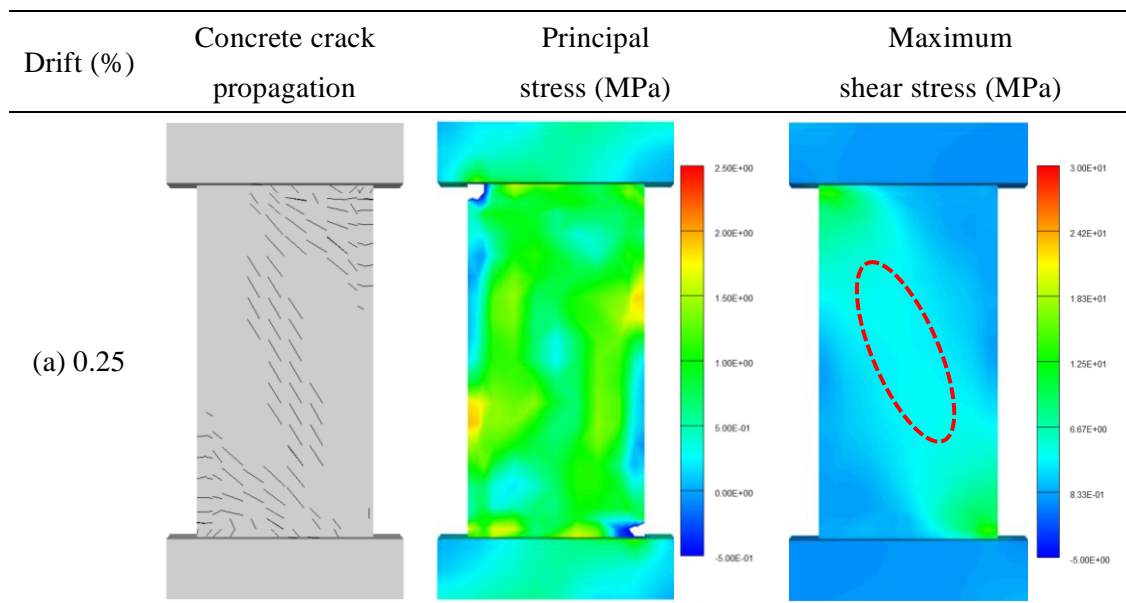 Drift (%)
Concrete crack
propagation
Principal
stress (MPa)
Maximum
shear stress (MPa)
(a) 0.25
2.50E+00
2.00E+00
1.50E+00
1.00E+00
5.00E-01
0.00E+00
-5.00E-01
3.00E+01
2.42E+01
1.83E+01
1.25E+01
6.67E+00
8.33E-01
-5.00E+00